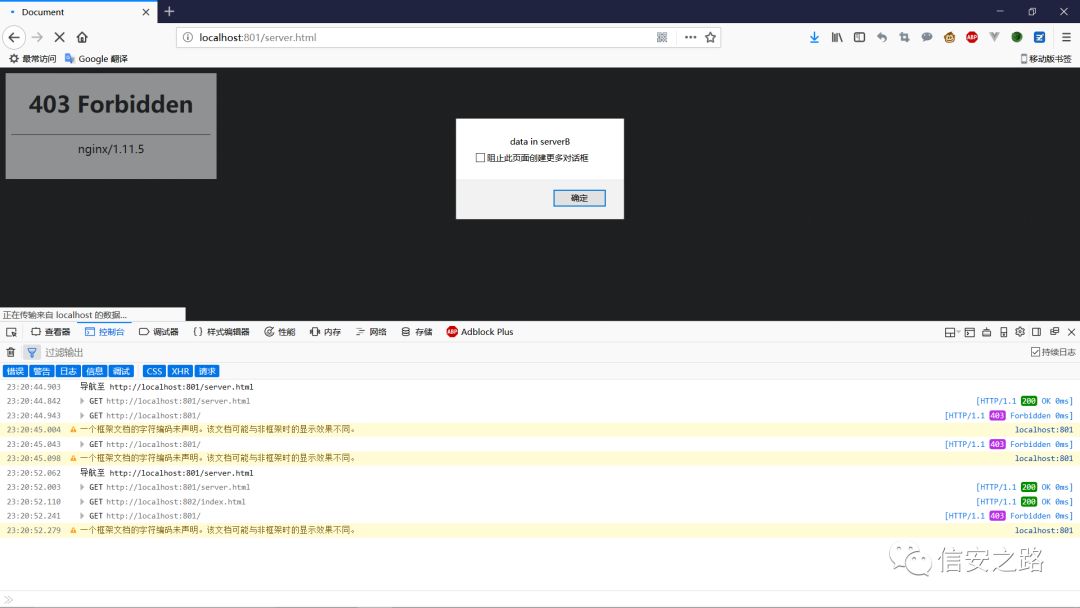 Document
localhost:801/server.html
最常访问 Google 翻译 移动版书签
403 Forbidden
nginx/1.11.5
data in serverB
阻止此页面创建更多对话框
确定
正在传输来自 localhost 的数据...
查看器 控制台 调试器 样式编辑器 性能 内存 网络 存储 ABP Adblock Plus
过滤输出 持续日志
错误 警告 日志 信息 调试 CSS XHR 请求
23:20:44.903 导航至 http://localhost:801/server.html
23:20:44.842 GET http://localhost:801/server.html [HTTP/1.1 200 OK 0ms]
23:20:44.943 GET http://localhost:801/ [HTTP/1.1 403 Forbidden 0ms]
23:20:45.004 一个框架文档的字符编码未声明。该文档可能与非框架时的显示效果不同。 localhost:801
23:20:45.043 GET http://localhost:801/ [HTTP/1.1 403 Forbidden 0ms]
23:20:45.098 一个框架文档的字符编码未声明。该文档可能与非框架时的显示效果不同。 localhost:801
23:20:52.062 导航至 http://localhost:801/server.html
23:20:52.003 GET http://localhost:801/server.html [HTTP/1.1 200 OK 0ms]
23:20:52.110 GET http://localhost:802/index.html [HTTP/1.1 200 OK 0ms]
23:20:52.241 GET http://localhost:801/ [HTTP/1.1 403 Forbidden 0ms]
23:20:52.279 一个框架文档的字符编码未声明。该文档可能与非框架时的显示效果不同。 localhost:801
信安之路